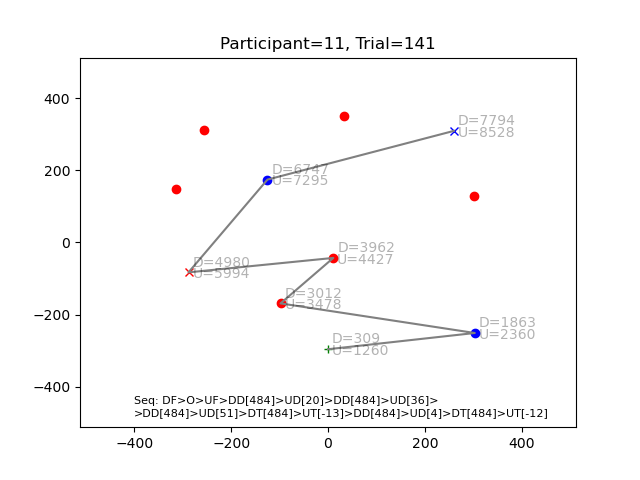 Participant=11, Trial=141
400
200
0
−200
−400
−400
−200
0
200
400
D=7794
U=8528
D=6747
U=7295
D=4980
U=5994
D=3962
U=4427
D=3012
U=3478
D=1863
U=2360
D=309
U=1260
Seq: DF>O>UF>DD[484]>UD[20]>DD[484]>UD[36]>
>DD[484]>UD[51]>DT[484]>UT[-13]>DD[484]>UD[4]>DT[484]>UT[-12]